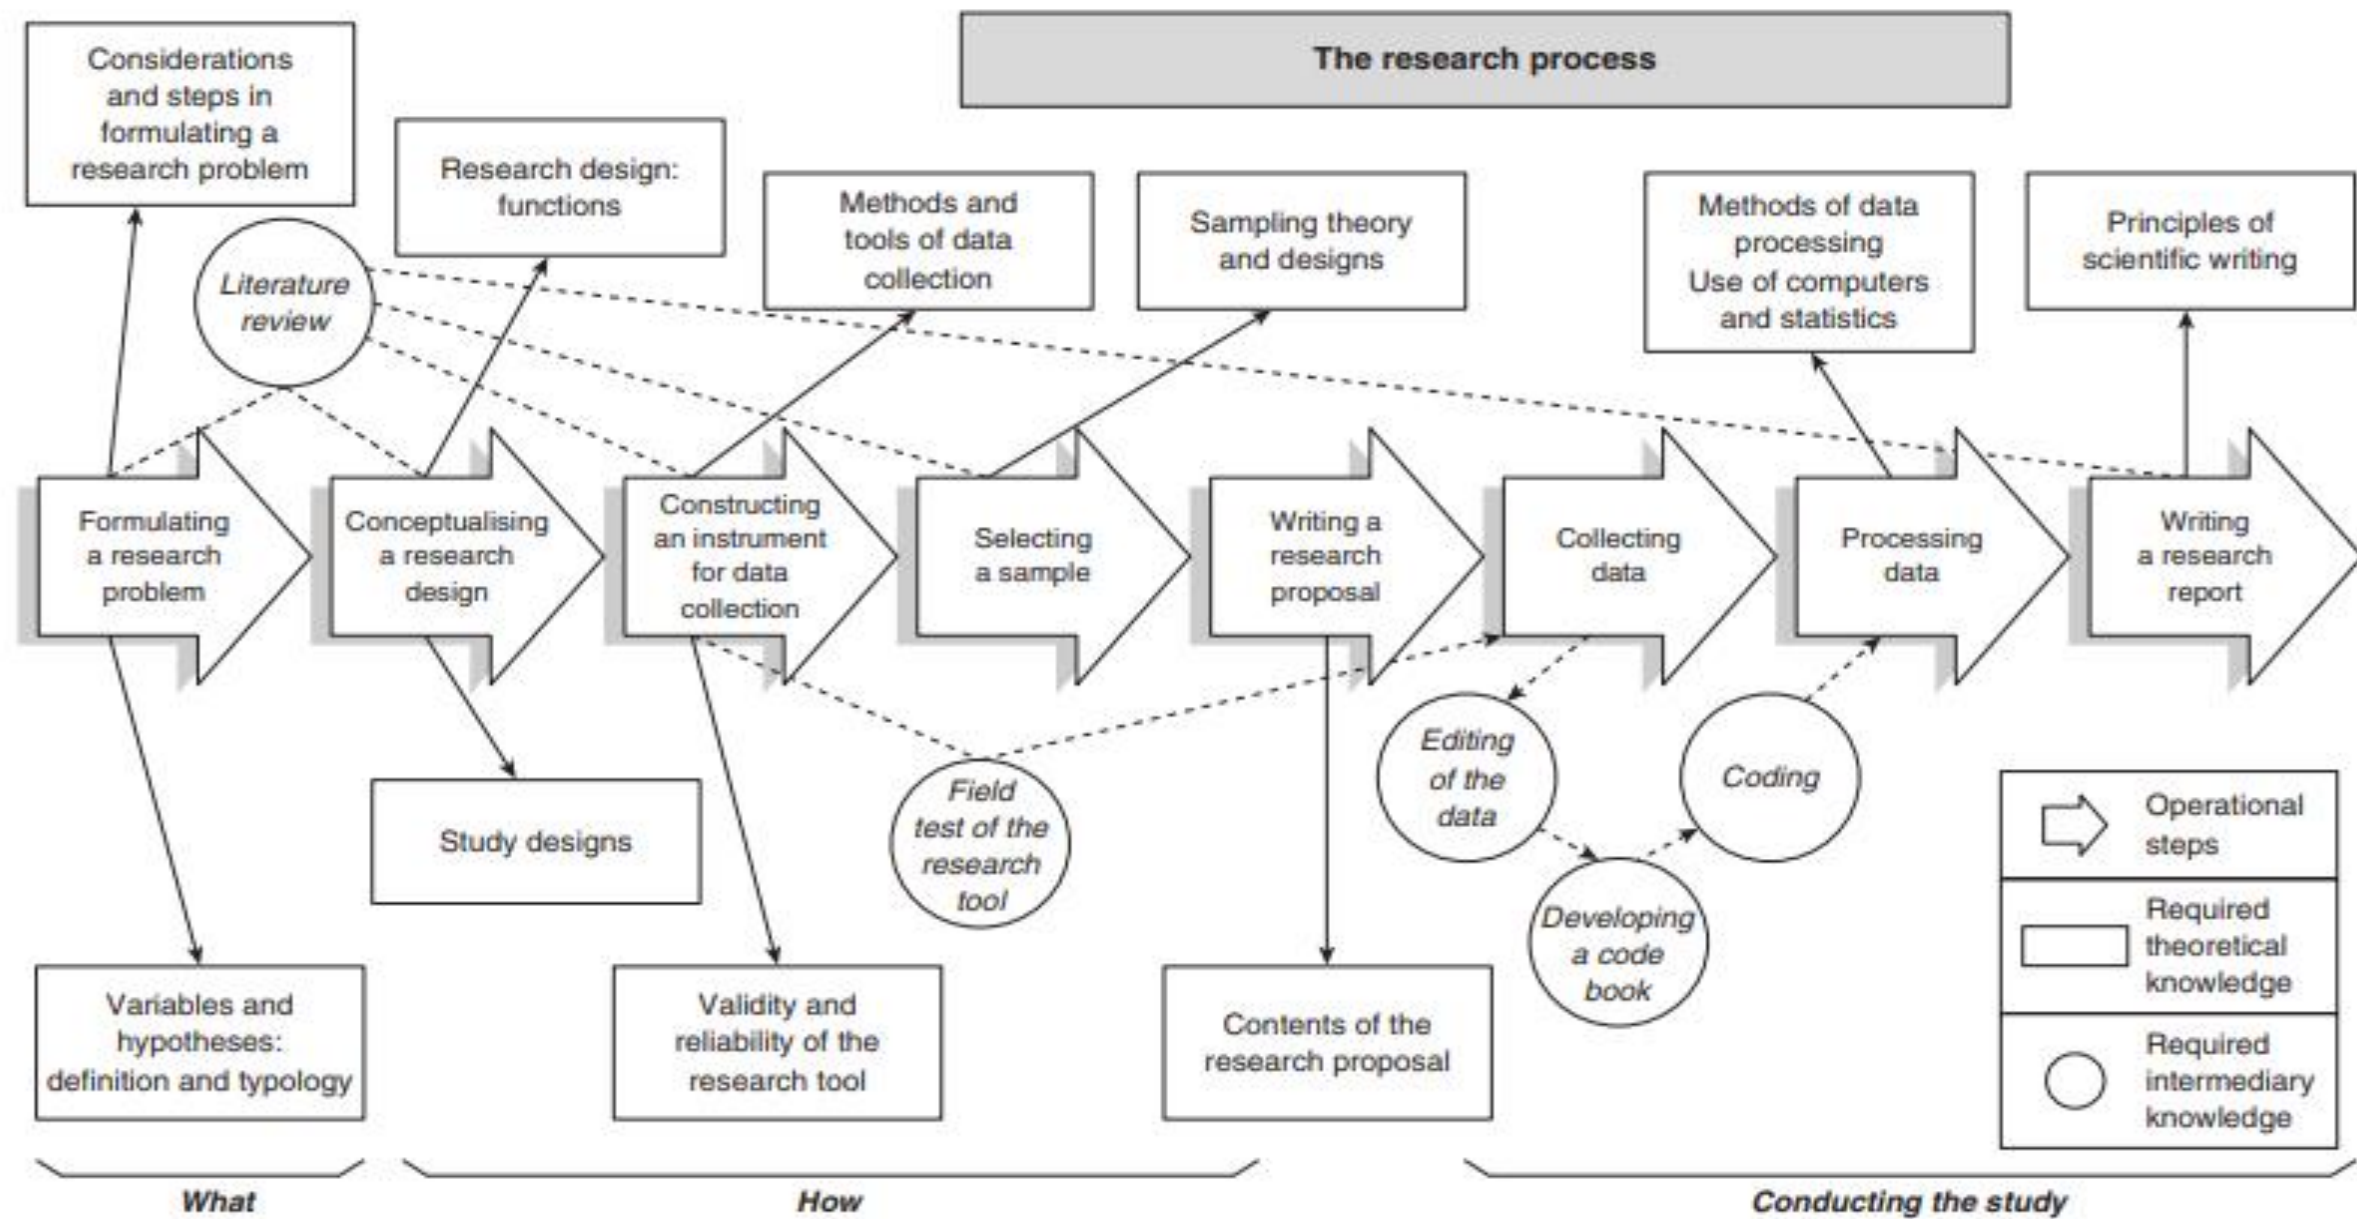 The research process
Considerations
and steps in
formulating a
research problem
Research design:
functions
Methods and
tools of data
collection
Sampling theory
and designs
Methods of data
processing
Use of computers
and statistics
Principles of
scientific writing
Literature
review
Formulating
a research
problem
Conceptualising
a research
design
Constructing
an instrument
for data
collection
Selecting
a sample
Writing a
research
proposal
Collecting
data
Processing
data
Writing
a research
report
Study designs
Field
test of the
research
tool
Editing
of the
data
Developing
a code
book
Coding
Variables and
hypotheses:
definition and typology
Validity and
reliability of the
research tool
Contents of the
research proposal
Operational
steps
Required
theoretical
knowledge
Required
intermediary
knowledge
What
How
Conducting the study